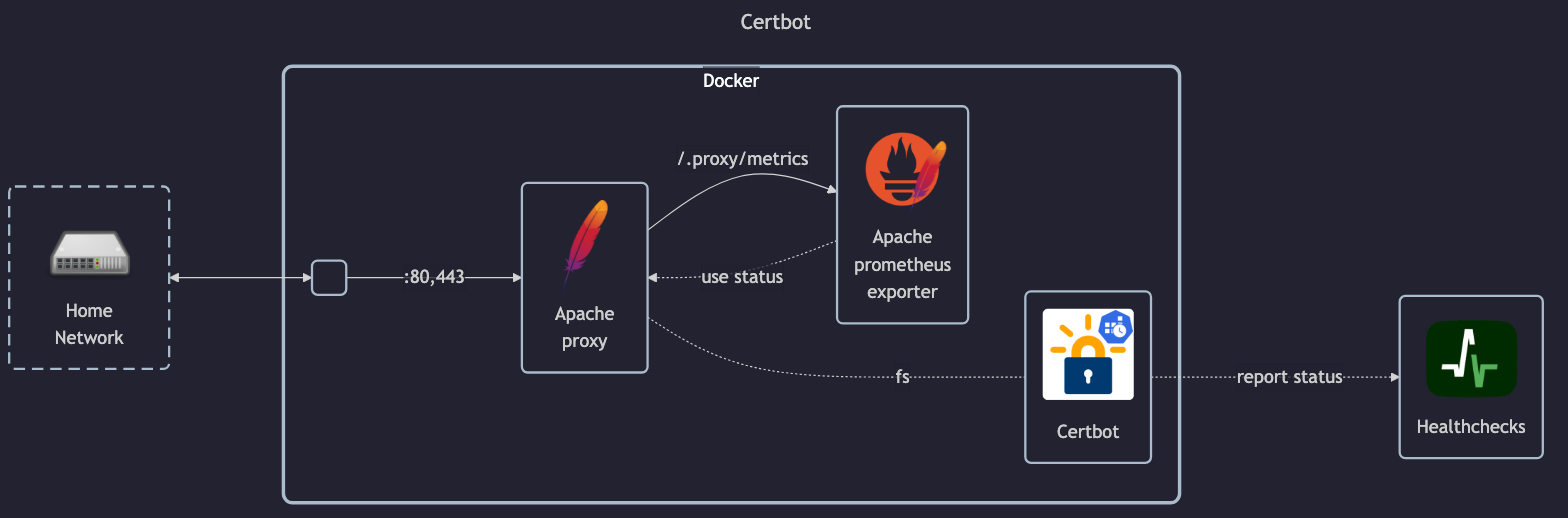 Certbot
Docker
/.proxy/metrics
Apache
prometheus
exporter
Home
Network
:80,443
Apache
proxy
use status
fs
Certbot
report status
Healthchecks